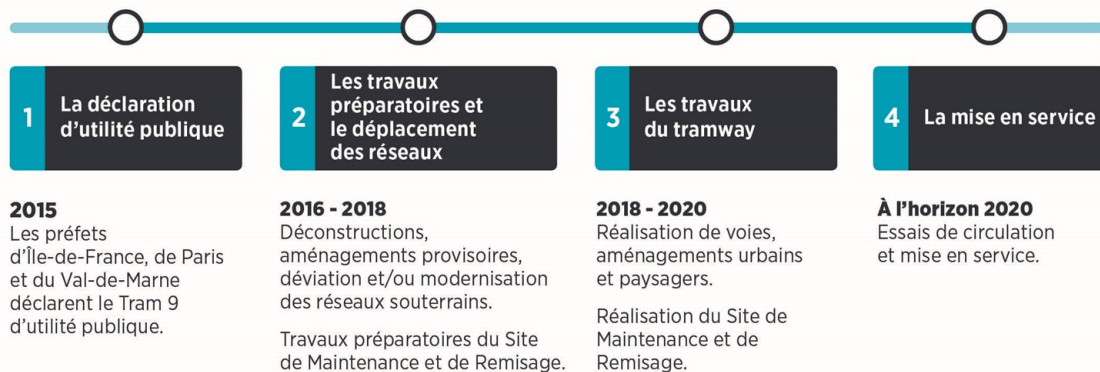 1
La déclaration
d'utilité publique
2015
Les préfets
d'Île-de-France, de Paris
et du Val-de-Marne
déclarent le Tram 9
d'utilité publique.
2
Les travaux
préparatoires et
le déplacement
des réseaux
2016 - 2018
Déconstructions,
aménagements provisoires,
déviation et/ou modernisation
des réseaux souterrains.
Travaux préparatoires du Site
de Maintenance et de Remisage.
3
Les travaux
du tramway
2018 - 2020
Réalisation de voies,
aménagements urbains
et paysagers.
Réalisation du Site de
Maintenance et de
Remisage.
4
La mise en service
À l'horizon 2020
Essais de circulation
et mise en service.